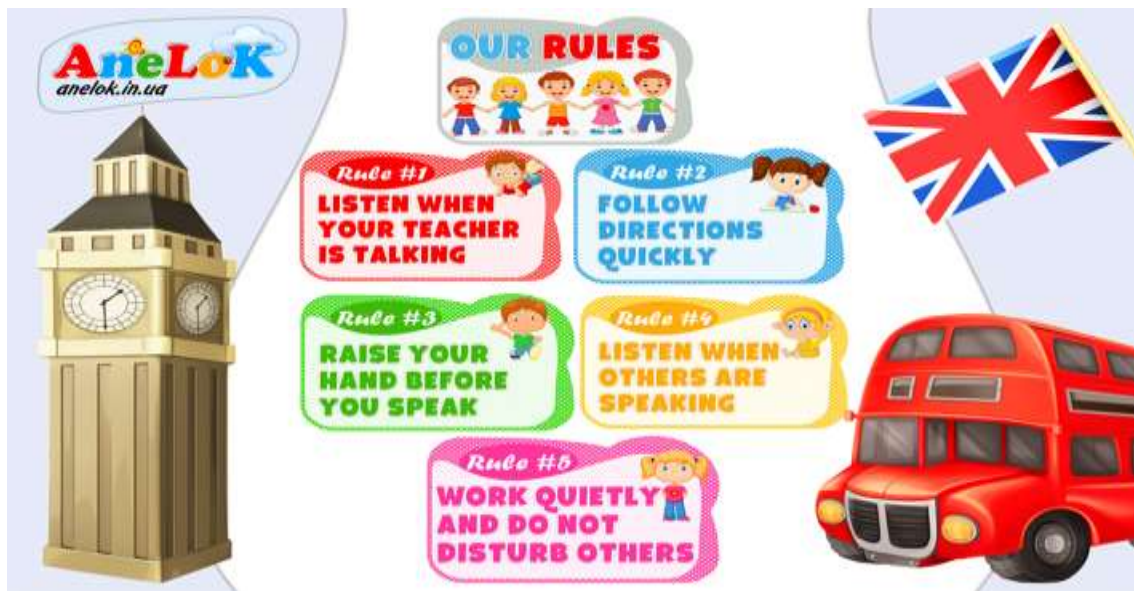 AneLoK
anelok.in.ua
OUR RULES
Rule #1
LISTEN WHEN
YOUR TEACHER
IS TALKING
Rule #2
FOLLOW
DIRECTIONS
QUICKLY
Rule #3
RAISE YOUR
HAND BEFORE
YOU SPEAK
Rule #4
LISTEN WHEN
OTHERS ARE
SPEAKING
Rule #5
WORK QUIETLY
AND DO NOT
DISTURB OTHERS